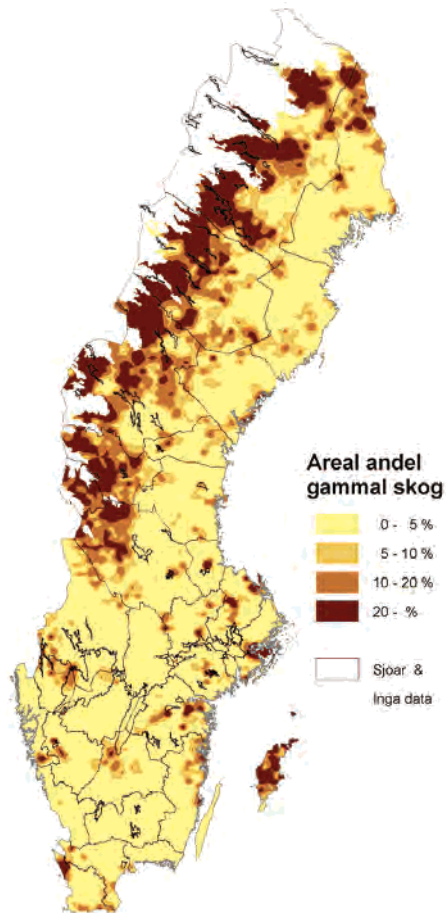 Areal andel
gammal skog
0 - 5 %
5 - 10 %
10 - 20 %
20 - %
Sjoar &
Inga data